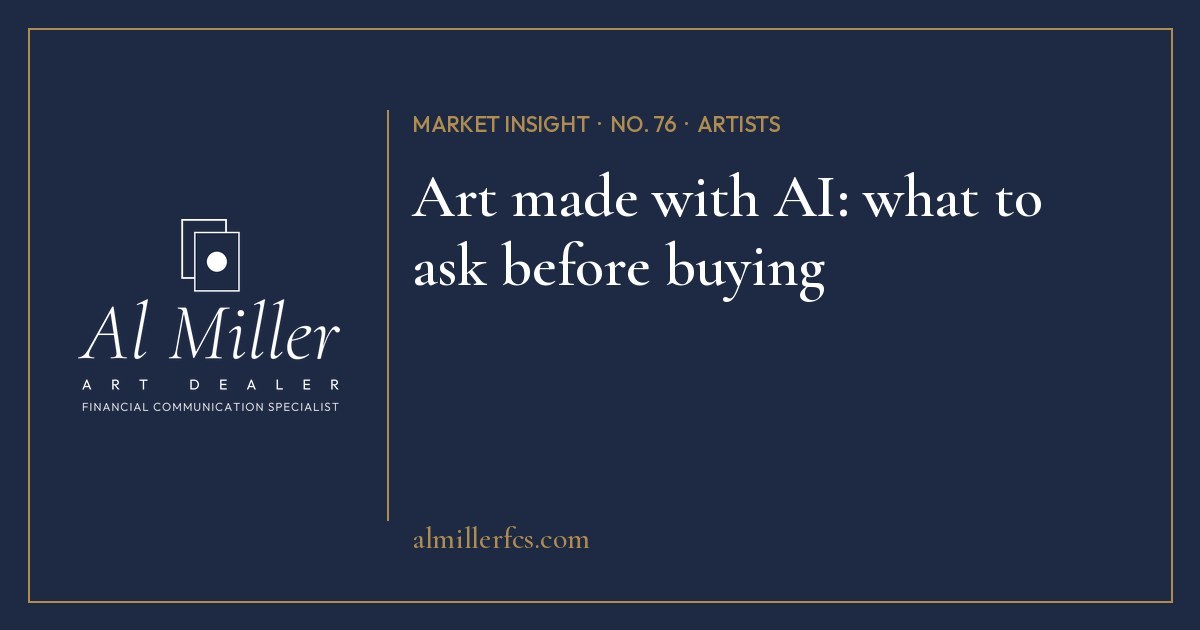 Al Miller
ART DEALER
FINANCIAL COMMUNICATION SPECIALIST
MARKET INSIGHT · NO. 76 · ARTISTS
Art made with AI: what to
ask before buying
almillerfcs.com